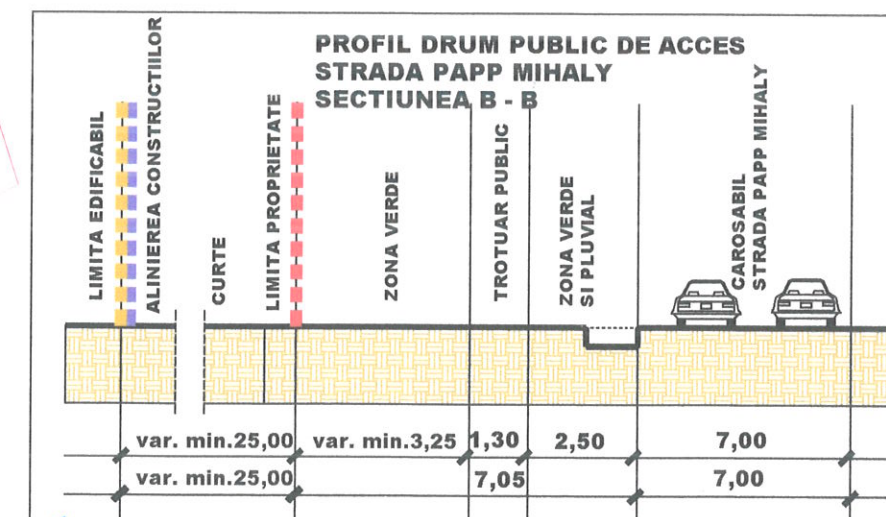 PROFIL DRUM PUBLIC DE ACCES
STRADA PAPP MIHALY
SECTIUNEA B - B
LIMITA EDIFICABIL
ALINIEREA CONSTRUCTIILOR
CURTE
LIMITA PROPRIETATE
ZONA VERDE
TROTUAR PUBLIC
ZONA VERDE
SI PLUVIAL
CAROSABIL
STRADA PAPP MIHALY
var. min.25,00 var. min.3,25 1,30 2,50 7,00
var. min.25,00 7,05 7,00